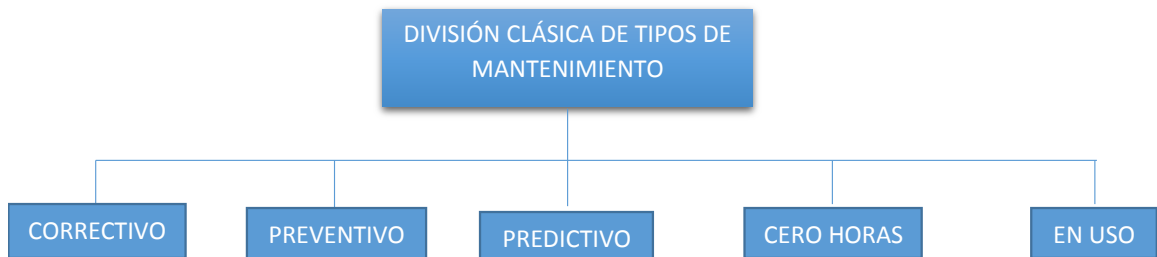 DIVISIÓN CLÁSICA DE TIPOS DE
MANTENIMIENTO
CORRECTIVO
PREVENTIVO
PREDICTIVO
CERO HORAS
EN USO